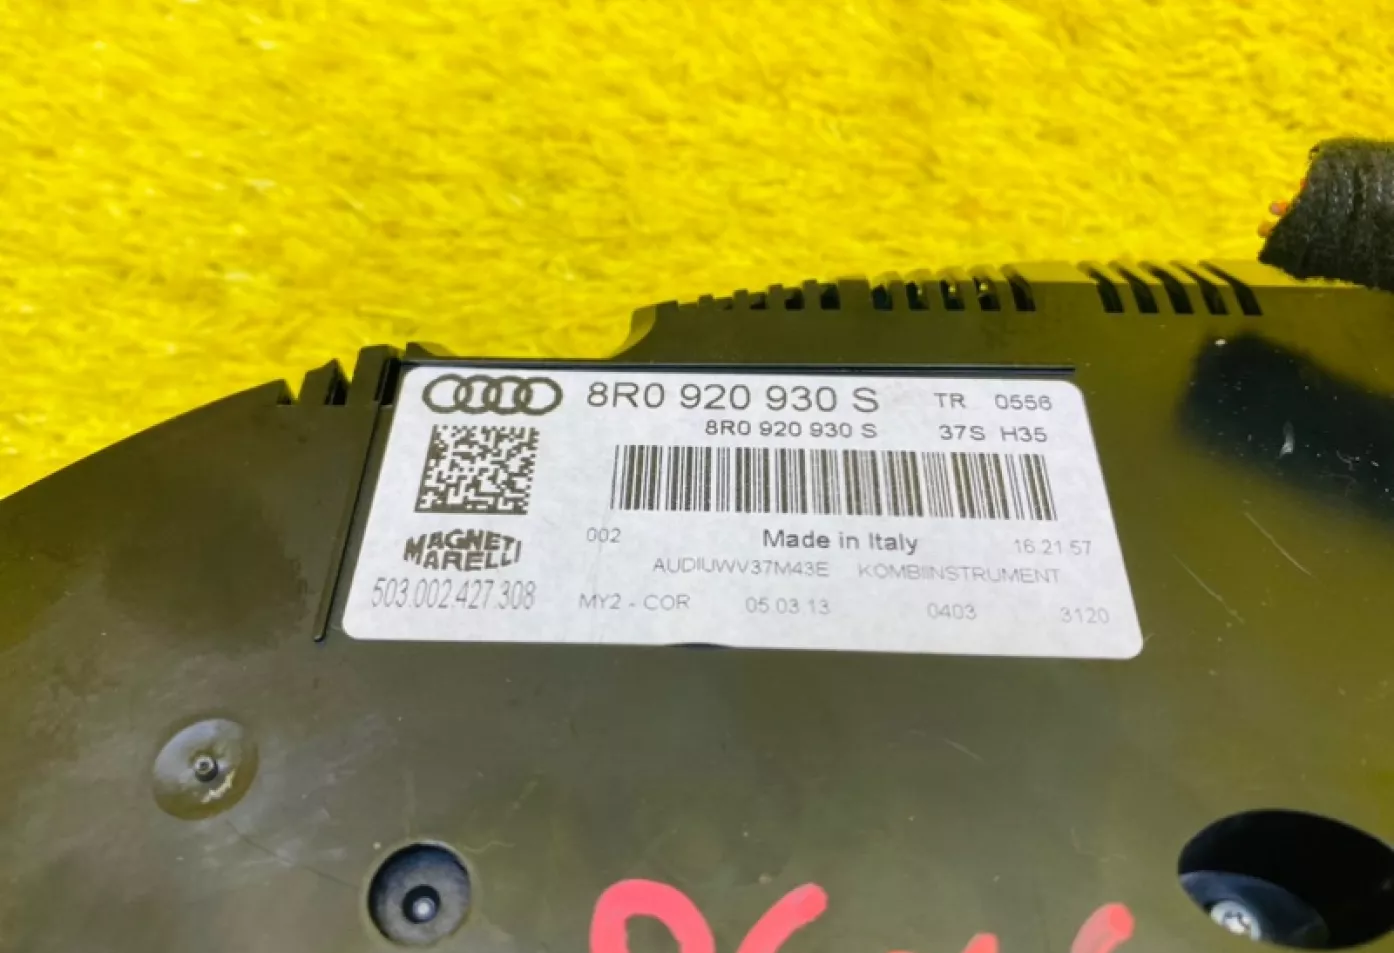 8R0 920 930 S TR 0556
8R0 920 930 S 37S H35
MAGNETI
MARELLI
503.002.427.308
002 Made in Italy 16:21:57
AUDIUWV37M43E KOMBIINSTRUMENT
MY2 - COR 05.03.13 0403 3120